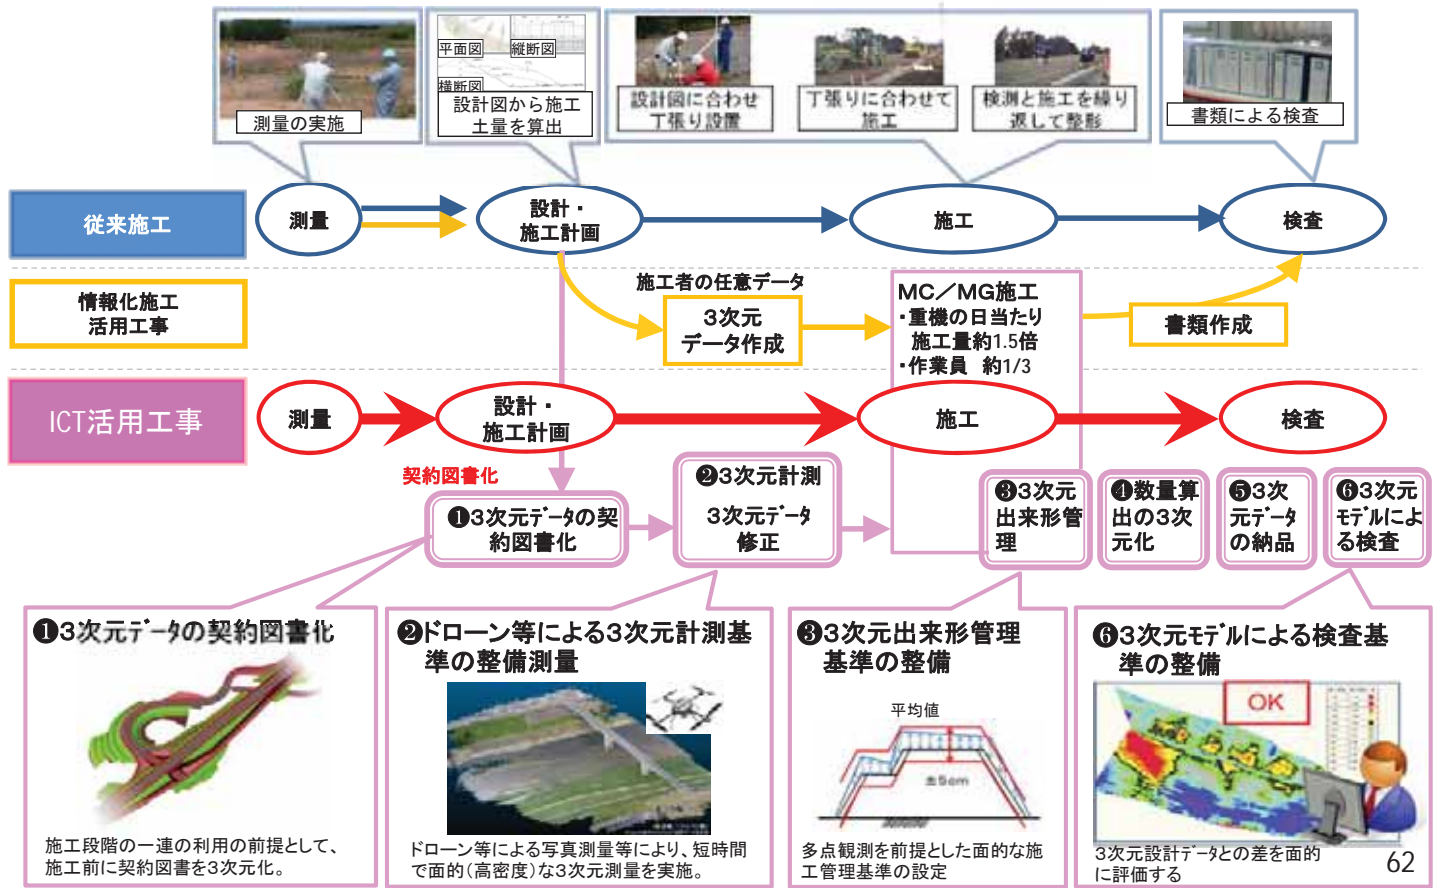 平面図
縦断図
横断図
測量の実施
設計図から施工
土量を算出
設計図に合わせ
丁張り設置
丁張りに合わせて
施工
検測と施工を繰り
返して整形
書類による検査
従来施工
測量
設計・
施工計画
施工
検査
情報化施工
活用工事
施工者の任意データ
3次元
データ作成
MC／MG施工
・重機の日当たり
施工量約1.5倍
・作業員 約1/3
書類作成
ICT活用工事
測量
設計・
施工計画
施工
検査
契約図書化
❶3次元データの契
約図書化
❷3次元計測
3次元データ
修正
❸3次元
出来形管
理
❹数量算
出の3次
元化
❺3次
元データ
の納品
❻3次元
モデルによ
る検査
❶3次元データの契約図書化
施工段階の一連の利用の前提として、
施工前に契約図書を3次元化。
❷ドローン等による3次元計測基
準の整備測量
ドローン等による写真測量等により、短時間
で面的（高密度）な3次元測量を実施。
❸3次元出来形管理
基準の整備
平均値
±5cm
多点観測を前提とした面的な施
工管理基準の設定
❻3次元モデルによる検査基
準の整備
OK
3次元設計データとの差を面的
に評価する
62